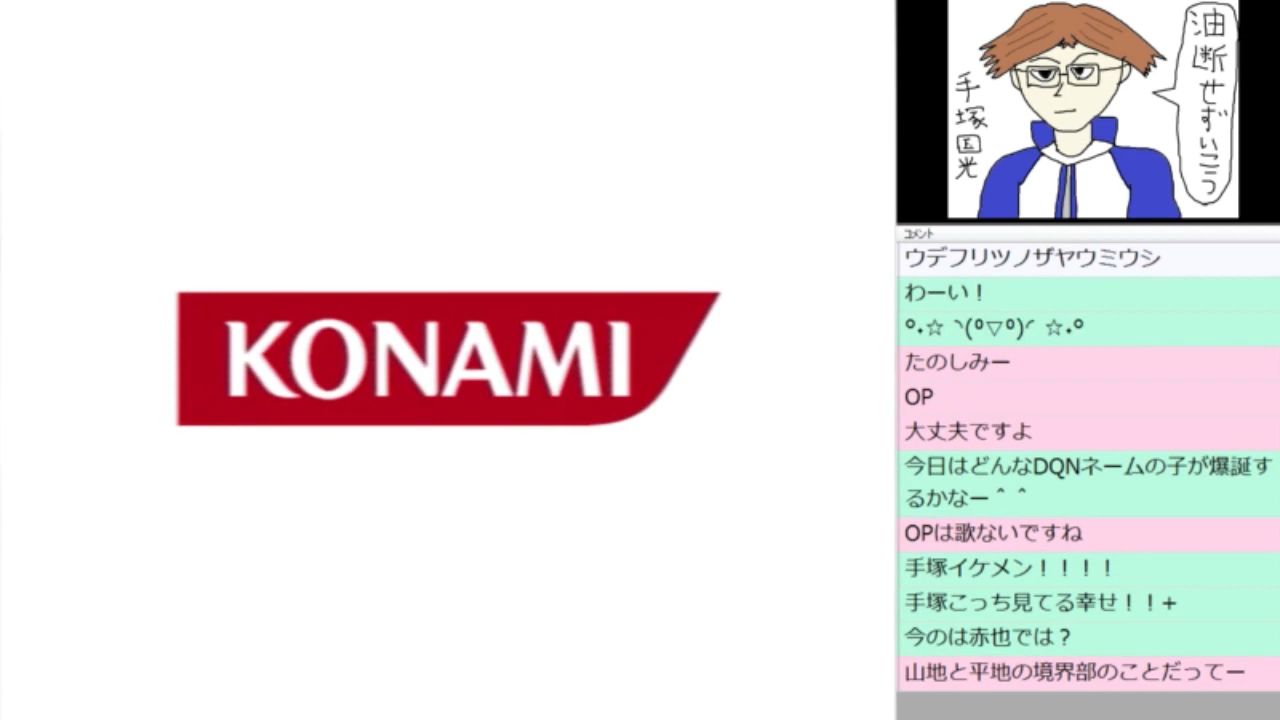 KONAMI
油断せずいこう
手塚国光
コメント
ウデフリツノザヤウミウシ
わーい！
°˖☆ ◝(⁰▽⁰)◜ ☆˖°
たのしみー
OP
大丈夫ですよ
今日はどんなDQNネームの子が爆誕す
るかなー＾＾
OPは歌ないですね
手塚イケメン！！！！
手塚こっち見てる幸せ！！+
今のは赤也では？
山地と平地の境界部のことだってー